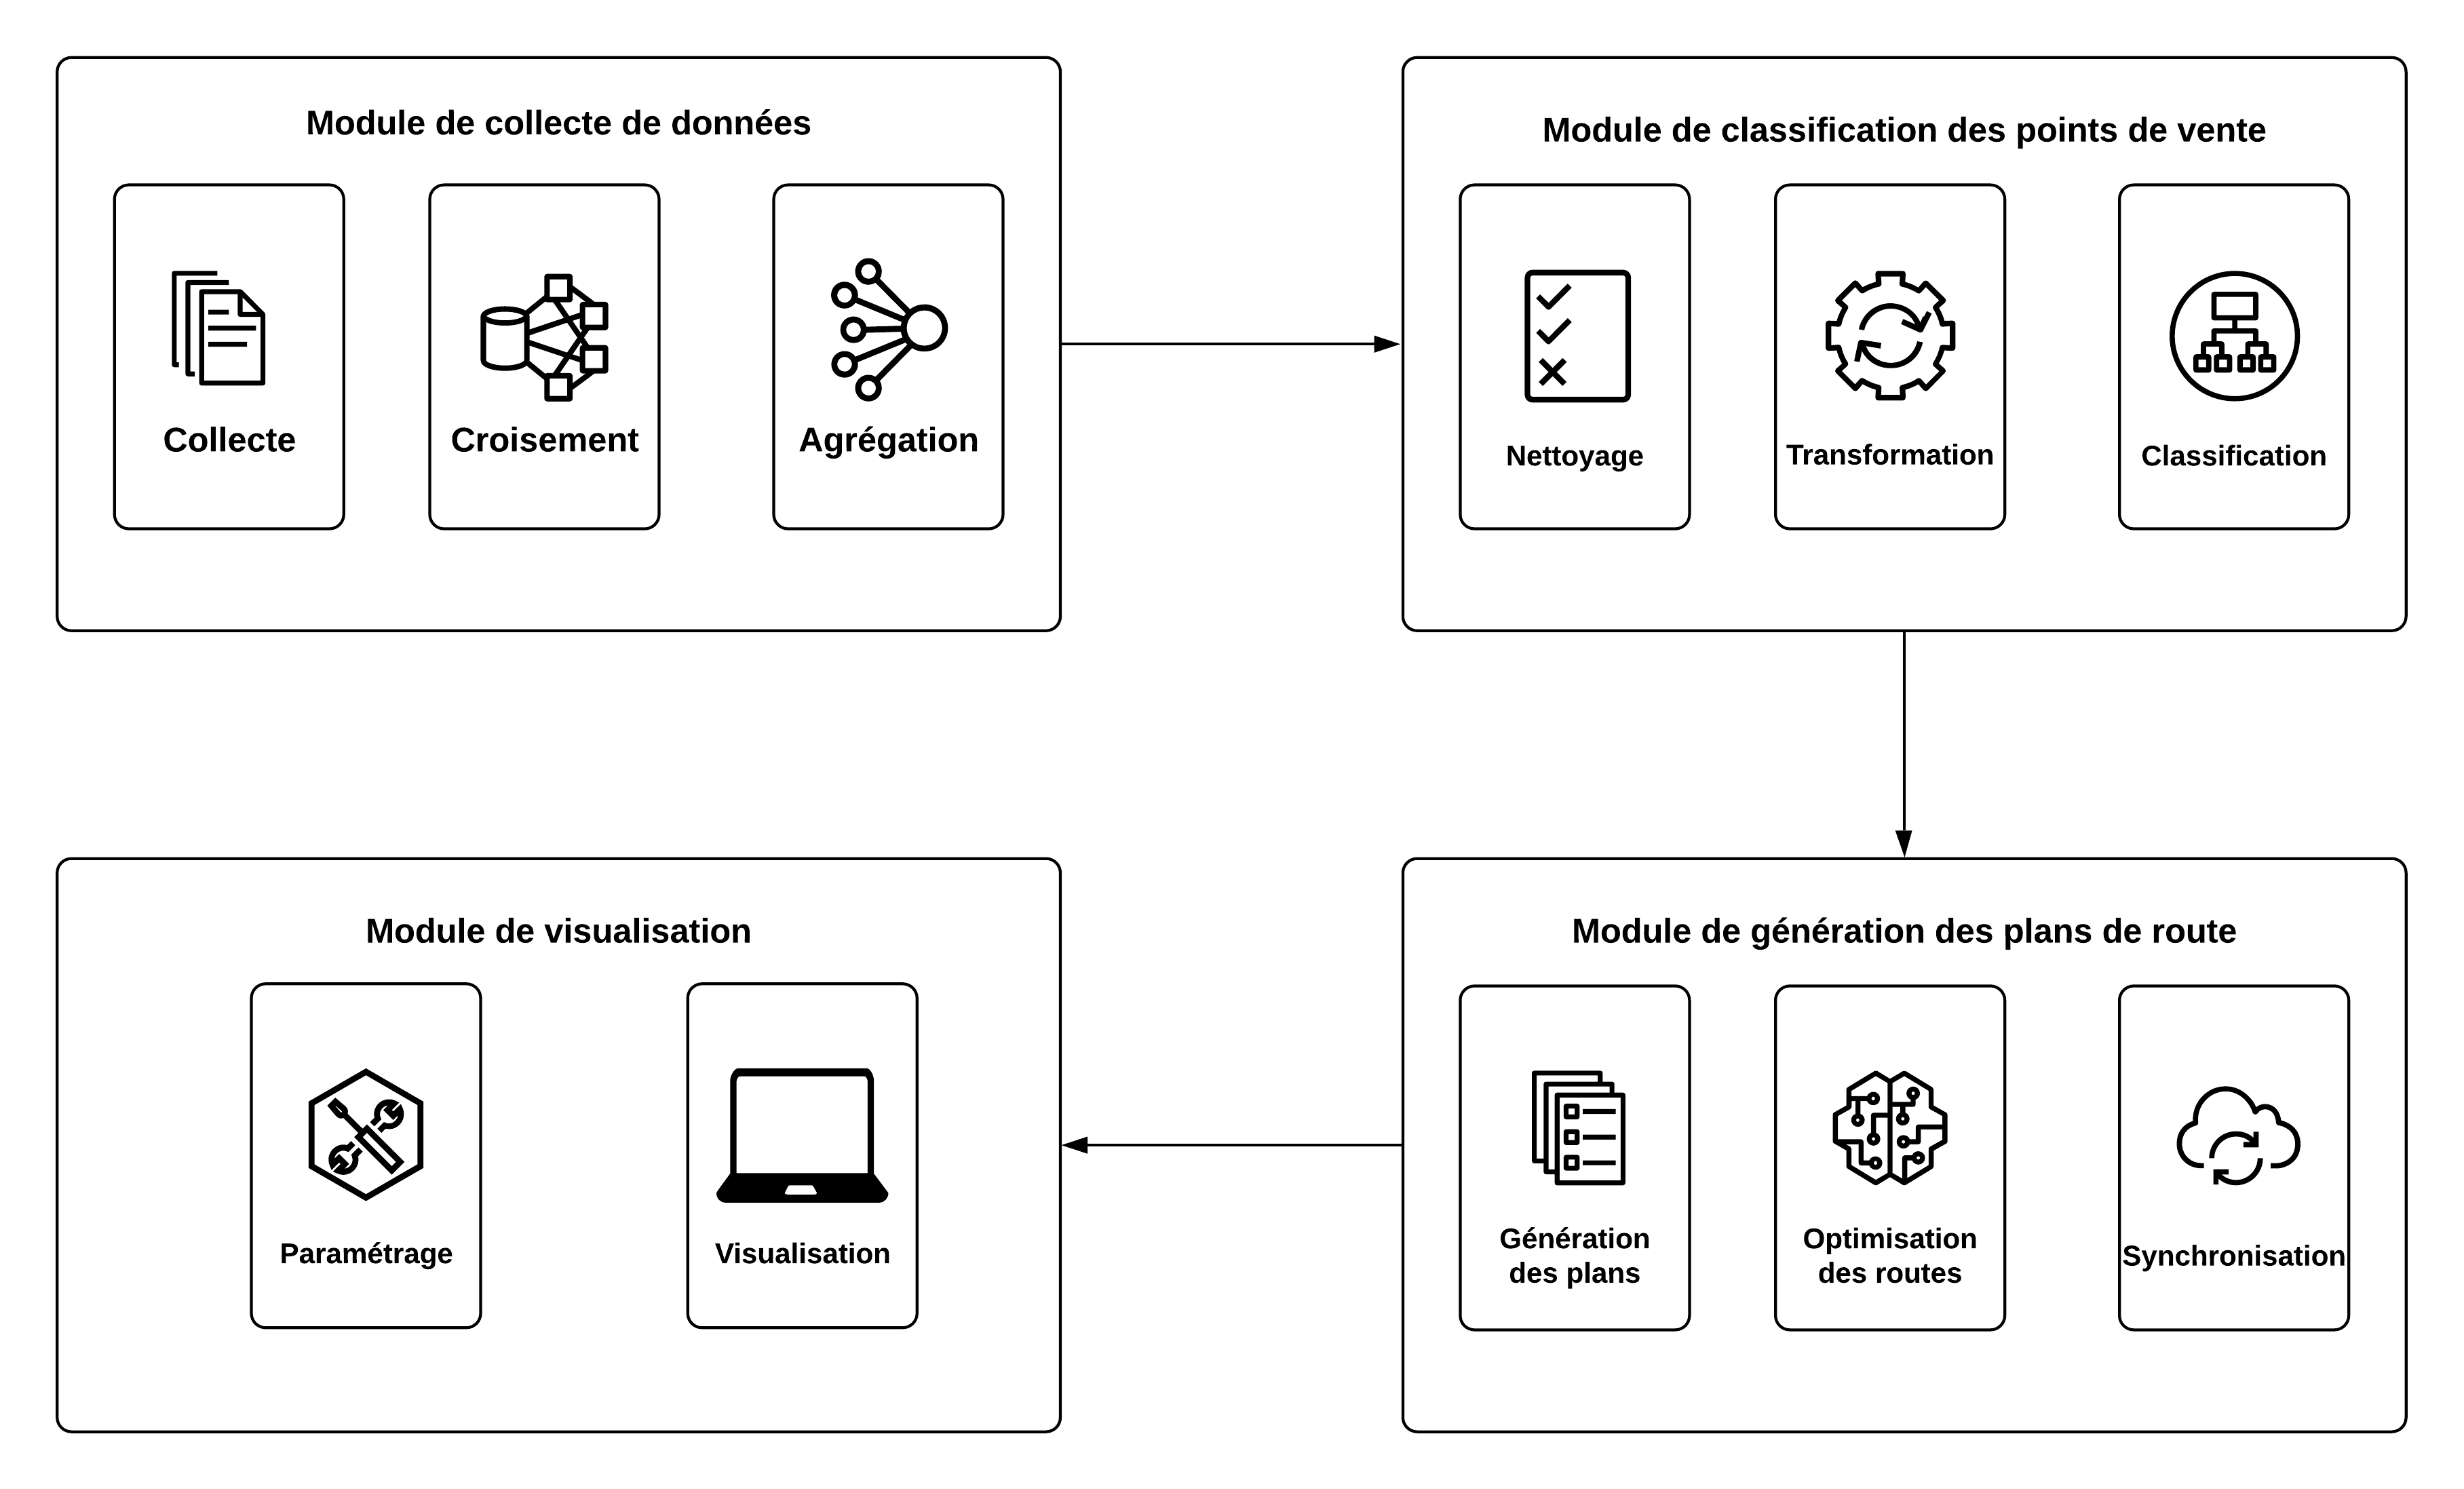 Module de collecte de données
Collecte
Croisement
Agrégation
Module de classification des points de vente
Nettoyage
Transformation
Classification
Module de visualisation
Paramétrage
Visualisation
Module de génération des plans de route
Génération
des plans
Optimisation
des routes
Synchronisation